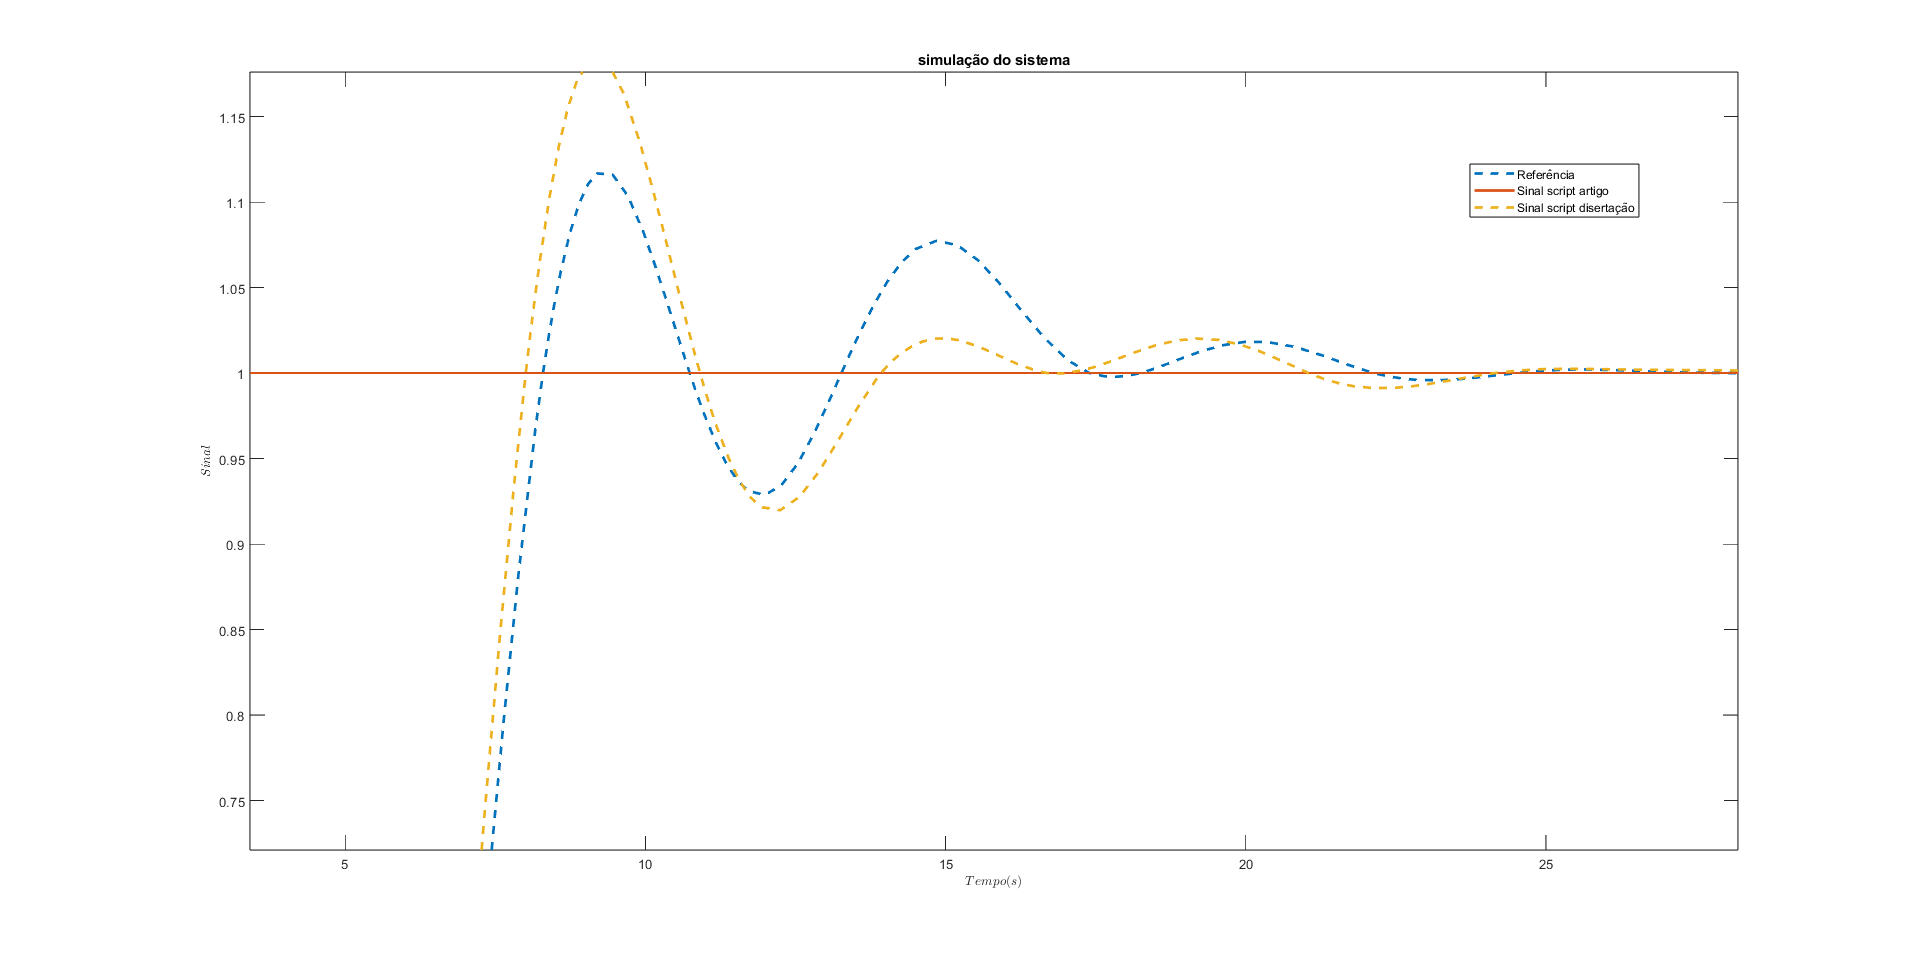 simulação do sistema
1.15
1.1
1.05
1
0.95
0.9
0.85
0.8
0.75
Sinal
Referência
Sinal script artigo
Sinal script disertação
5
10
15
20
25
Tempo(s)